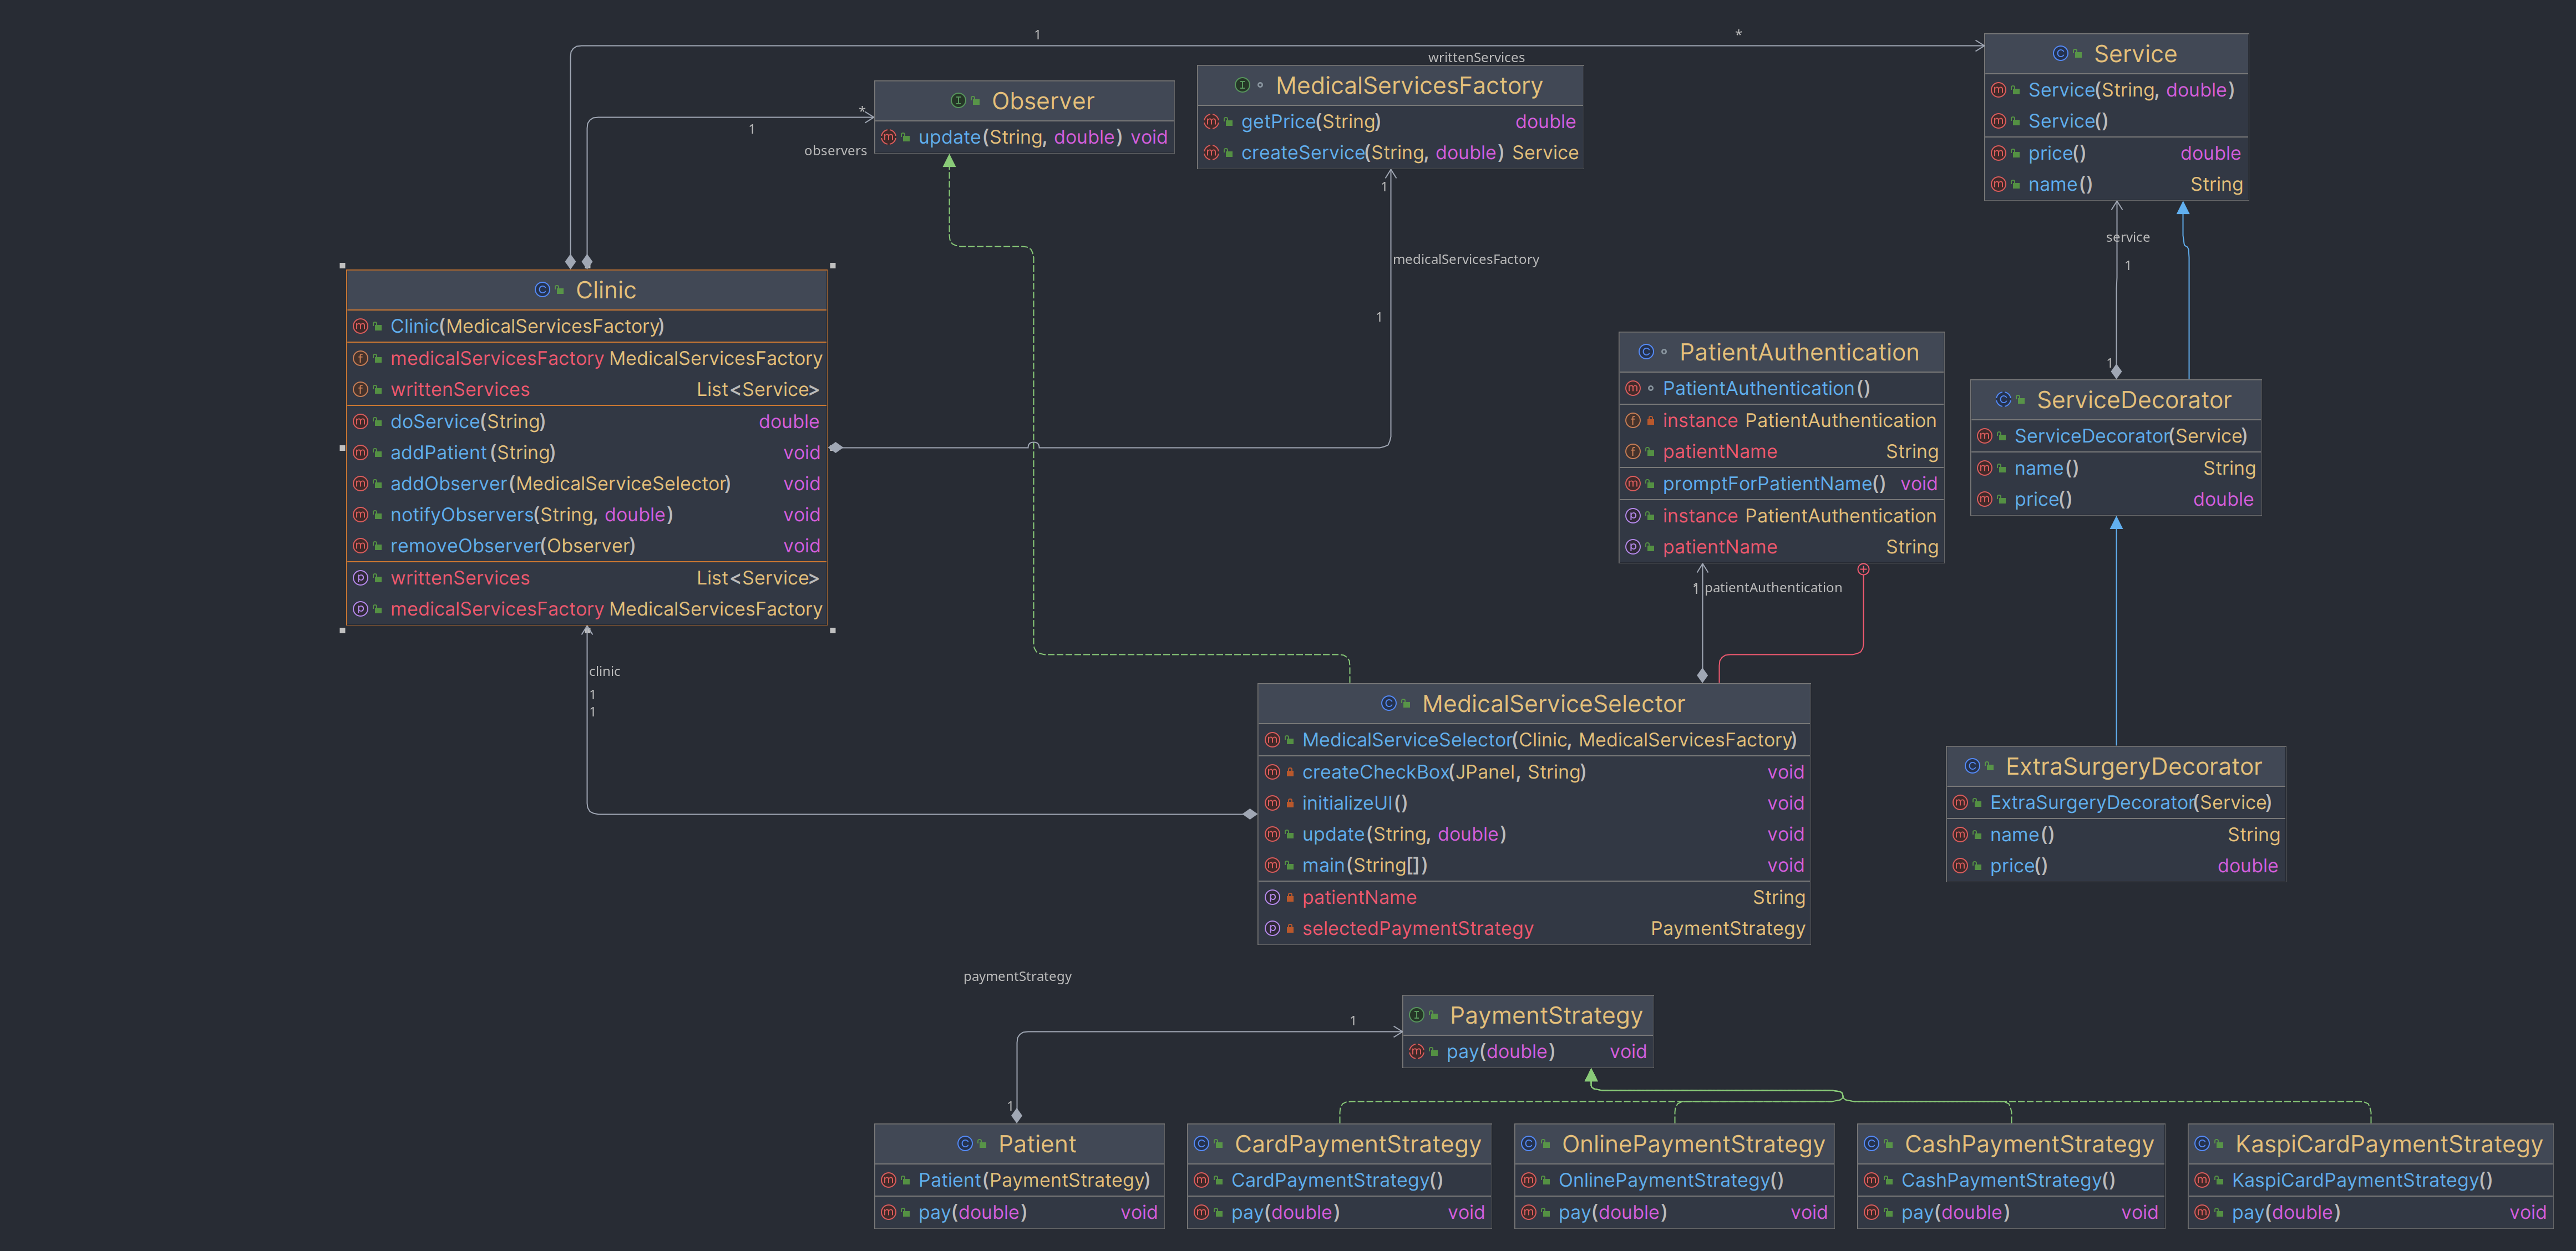 1
*
writtenServices
Service
Service(String, double)
Service()
price() double
name() String
Observer
update(String, double) void
*
1
observers
MedicalServicesFactory
getPrice(String) double
createService(String, double) Service
1
medicalServicesFactory
1
service
1
1
Clinic
Clinic(MedicalServicesFactory)
medicalServicesFactory MedicalServicesFactory
writtenServices List<Service>
doService(String) double
addPatient(String) void
addObserver(MedicalServiceSelector) void
notifyObservers(String, double) void
removeObserver(Observer) void
writtenServices List<Service>
medicalServicesFactory MedicalServicesFactory
PatientAuthentication
PatientAuthentication()
instance PatientAuthentication
patientName String
promptForPatientName() void
instance PatientAuthentication
patientName String
1 patientAuthentication
ServiceDecorator
ServiceDecorator(Service)
name() String
price() double
clinic
1
1
MedicalServiceSelector
MedicalServiceSelector(Clinic, MedicalServicesFactory)
createCheckBox(JPanel, String) void
initializeUI() void
update(String, double) void
main(String[]) void
patientName String
selectedPaymentStrategy PaymentStrategy
ExtraSurgeryDecorator
ExtraSurgeryDecorator(Service)
name() String
price() double
paymentStrategy
1
1
PaymentStrategy
pay(double) void
Patient
Patient(PaymentStrategy)
pay(double) void
CardPaymentStrategy
CardPaymentStrategy()
pay(double) void
OnlinePaymentStrategy
OnlinePaymentStrategy()
pay(double) void
CashPaymentStrategy
CashPaymentStrategy()
pay(double) void
KaspiCardPaymentStrategy
KaspiCardPaymentStrategy()
pay(double) void